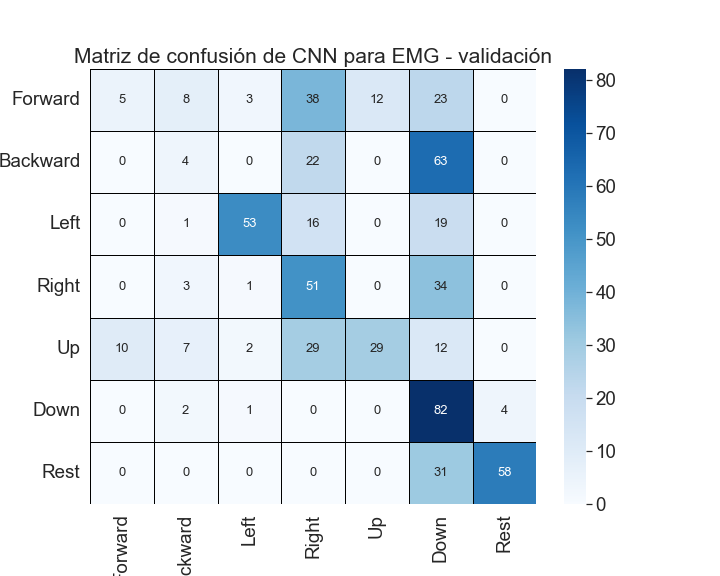 Matriz de confusión de CNN para EMG - validación
Forward 5 8 3 38 12 23 0
Backward 0 4 0 22 0 63 0
Left 0 1 53 16 0 19 0
Right 0 3 1 51 0 34 0
Up 10 7 2 29 29 12 0
Down 0 2 1 0 0 82 4
Rest 0 0 0 0 0 31 58
Forward ckward Left Right Up Down Rest
80
70
60
50
40
30
20
10
0